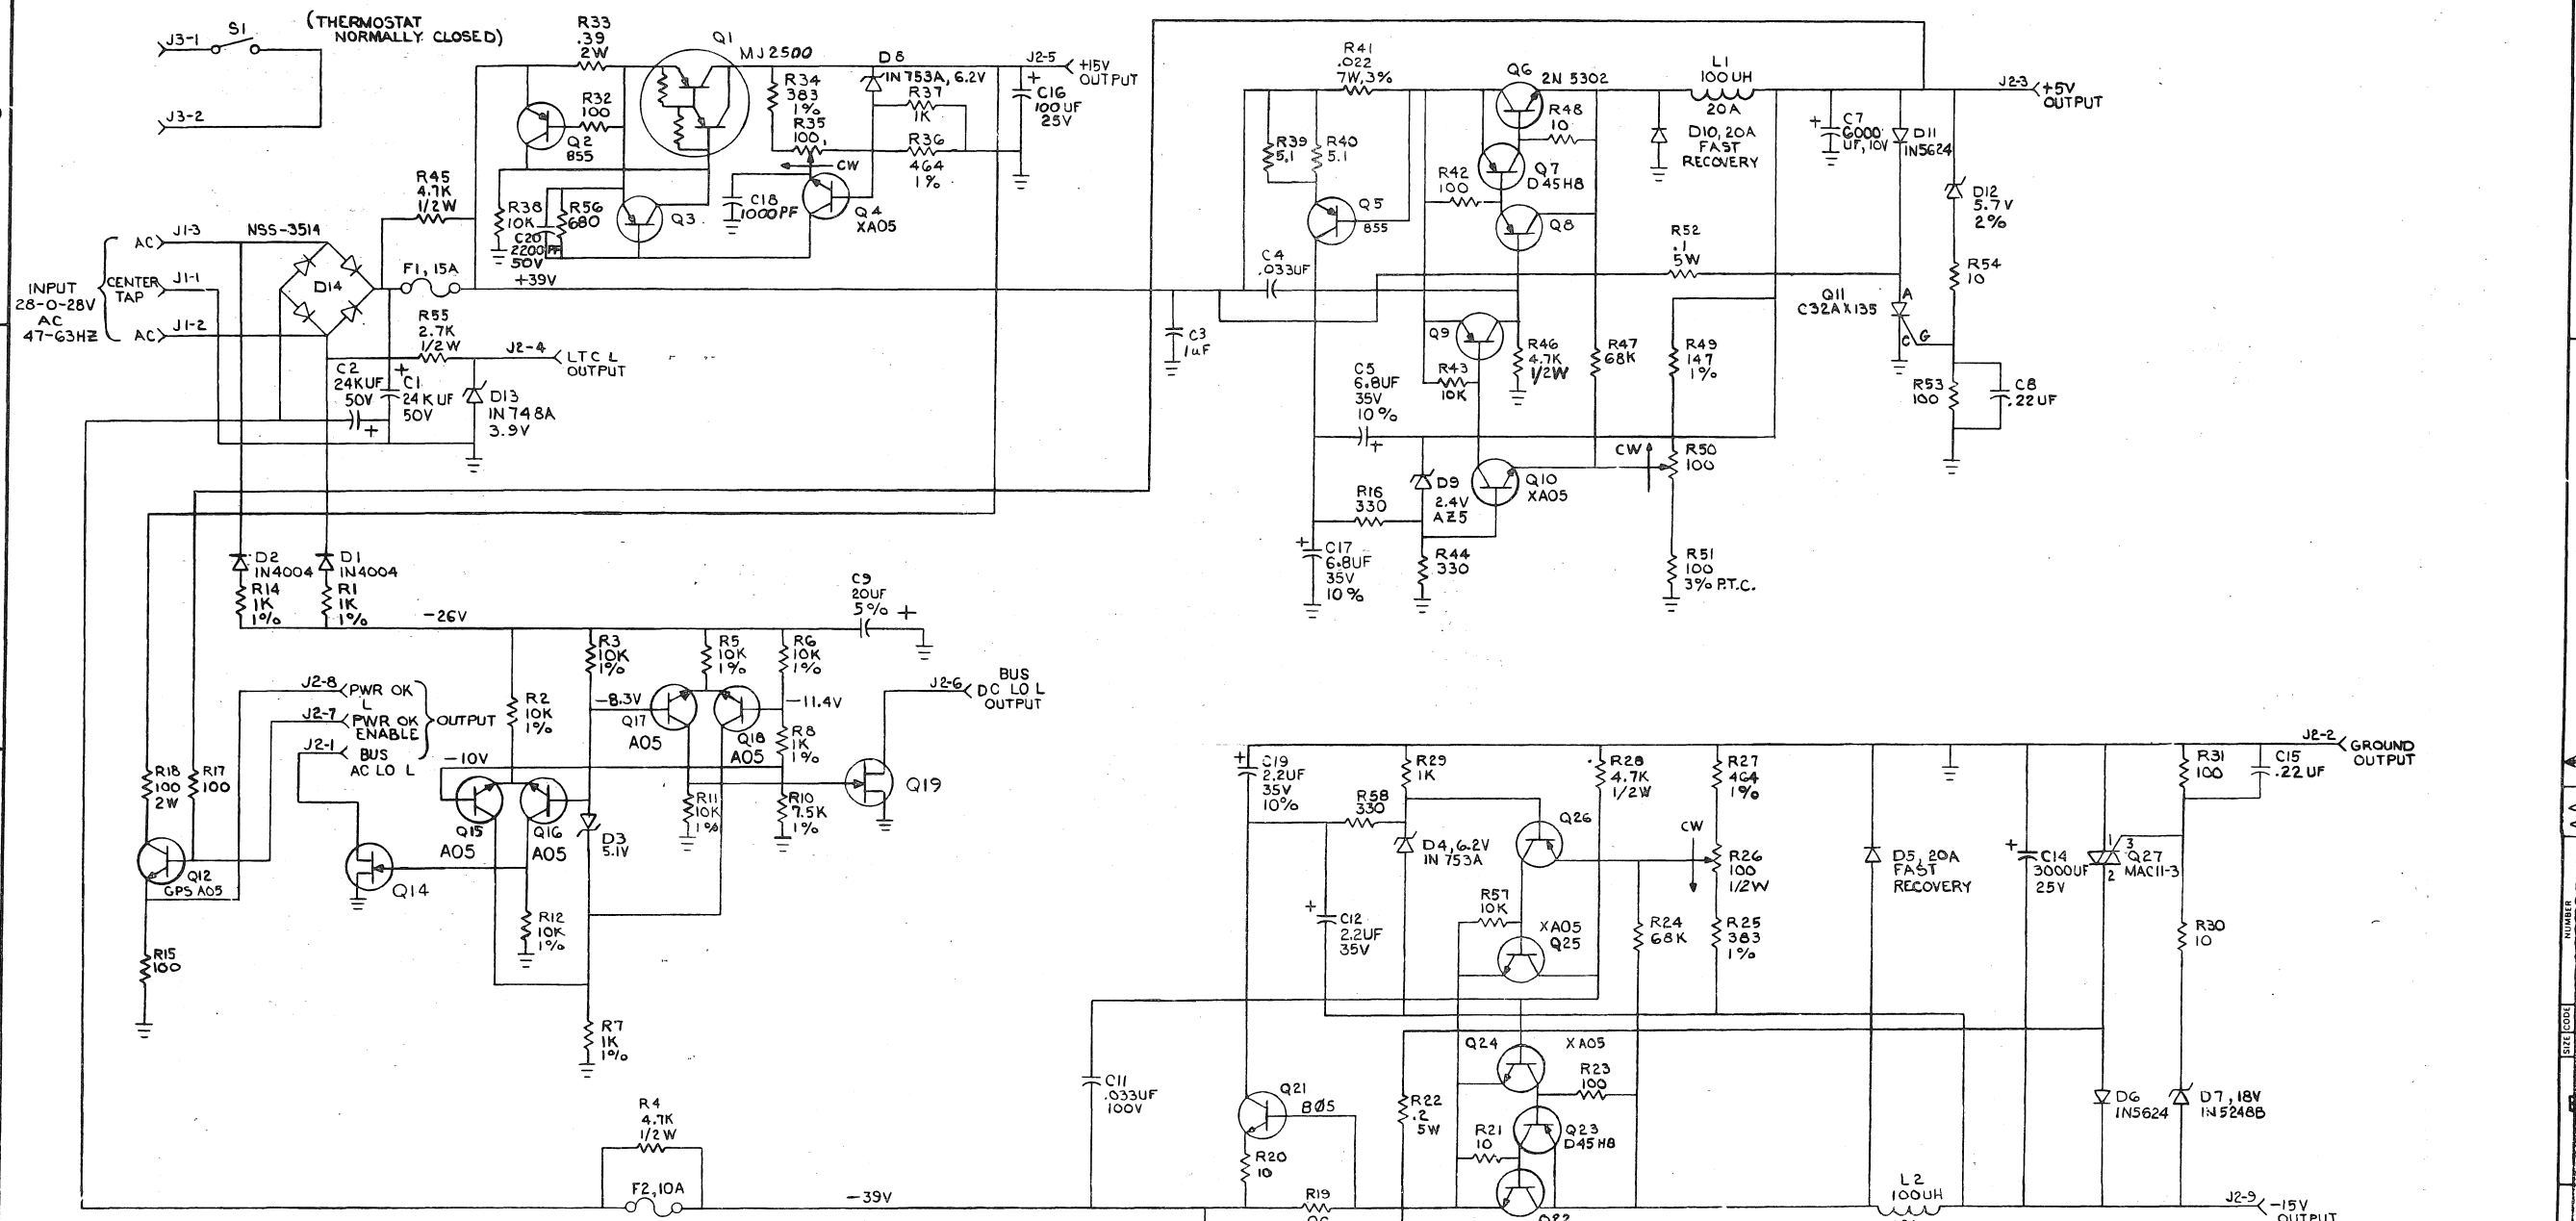 (THERMOSTAT
NORMALLY CLOSED)
J3-1
S1
J3-2
R33
.39
2W
Q1
MJ2500
R32
100
Q2
855
R34
383
1%
R35
100
CW
D8
IN753A, 6.2V
R37
1K
R36
464
1%
J2-5
+15V
OUTPUT
+
C16
100UF
25V
R38
10K
R56
680
C20
2200PF
50V
Q3
C18
1000PF
Q4
XA05
R45
4.7K
1/2W
INPUT
28-0-28V
AC
47-63HZ
AC
J1-3
CENTER
TAP
J1-1
AC
J1-2
NSS-3514
D14
F1, 15A
+39V
R55
2.7K
1/2W
J2-4
LTC L
OUTPUT
C2
24KUF
50V
+
+
C1
24KUF
50V
D13
IN748A
3.9V
R41
.022
7W,3%
Q6
2N 5302
L1
100UH
20A
J2-3
+5V
OUTPUT
R48
10
R39
5.1
R40
5.1
Q5
855
R42
100
Q7
D45H8
Q8
D10, 20A
FAST
RECOVERY
+
C7
6000
UF, 10V
D11
IN5624
D12
5.7V
2%
R52
.1
5W
R54
10
C4
.033UF
C3
1uF
Q9
R43
10K
R46
4.7K
1/2W
R47
68K
R49
147
1%
Q11
C32AX135
A
C
G
R53
100
C8
.22UF
C5
6.8UF
35V
10%
+
CW
R50
100
R16
330
D9
2.4V
AZ5
Q10
XA05
+
C17
6.8UF
35V
10%
R44
330
R51
100
3% P.T.C.
D2
IN4004
D1
IN4004
R14
1K
1%
R1
1K
1%
-26V
C9
20UF
5%
+
R3
10K
1%
R5
10K
1%
R6
10K
1%
J2-8
PWR OK
L
J2-7
PWR OK
ENABLE
J2-1
BUS
AC LO L
OUTPUT
R2
10K
1%
-8.3V
-11.4V
Q17
A05
Q18
A05
R8
1K
1%
J2-6
BUS
DC LO L
OUTPUT
-10V
Q15
A05
Q16
A05
D3
5.1V
R11
10K
1%
R10
7.5K
1%
Q19
R18
100
2W
R17
100
Q12
GPS A05
Q14
R12
10K
1%
R15
100
R7
1K
1%
R4
4.7K
1/2W
F2, 10A
-39V
J2-2
GROUND
OUTPUT
+
C19
2.2UF
35V
10%
R29
1K
R58
330
R28
4.7K
1/2W
R27
464
1%
R31
100
C15
.22UF
D4, 6.2V
IN753A
Q26
CW
R26
100
1/2W
D5, 20A
FAST
RECOVERY
+
C14
3000UF
25V
1
3
2
Q27
MAC11-3
+
C12
2.2UF
35V
R57
10K
XA05
Q25
R24
68K
R25
383
1%
R30
10
C11
.033UF
100V
Q24
XA05
R23
100
Q21
B05
R22
.2
5W
R21
10
Q23
D45H8
D6
IN5624
D7, 18V
IN5248B
R20
10
R19
Q22
L2
100UH
J2-9
-15V
OUTPUT
NUMBER
SIZE CODE